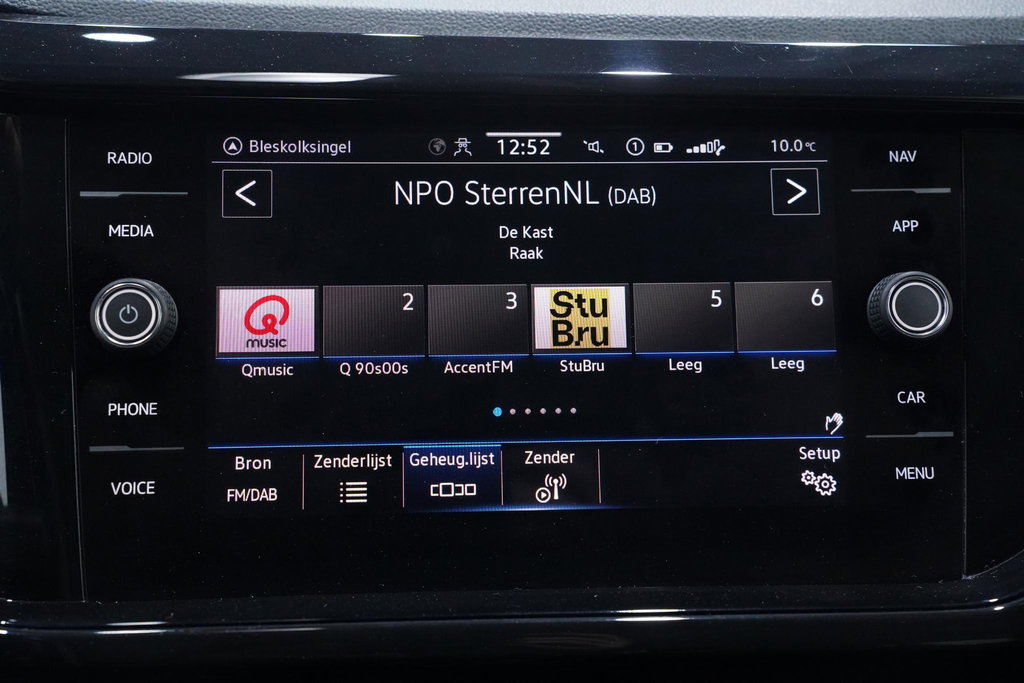 RADIO
MEDIA
PHONE
VOICE
Bleskolksingel
12:52
1
10.0°C
NPO SterrenNL (DAB)
De Kast
Raak
Q
MUSIC
2
3
Stu
Bru
5
6
Qmusic
Q 90s00s
AccentFM
StuBru
Leeg
Leeg
Bron
FM/DAB
Zenderlijst
Geheug.lijst
Zender
Setup
NAV
APP
CAR
MENU